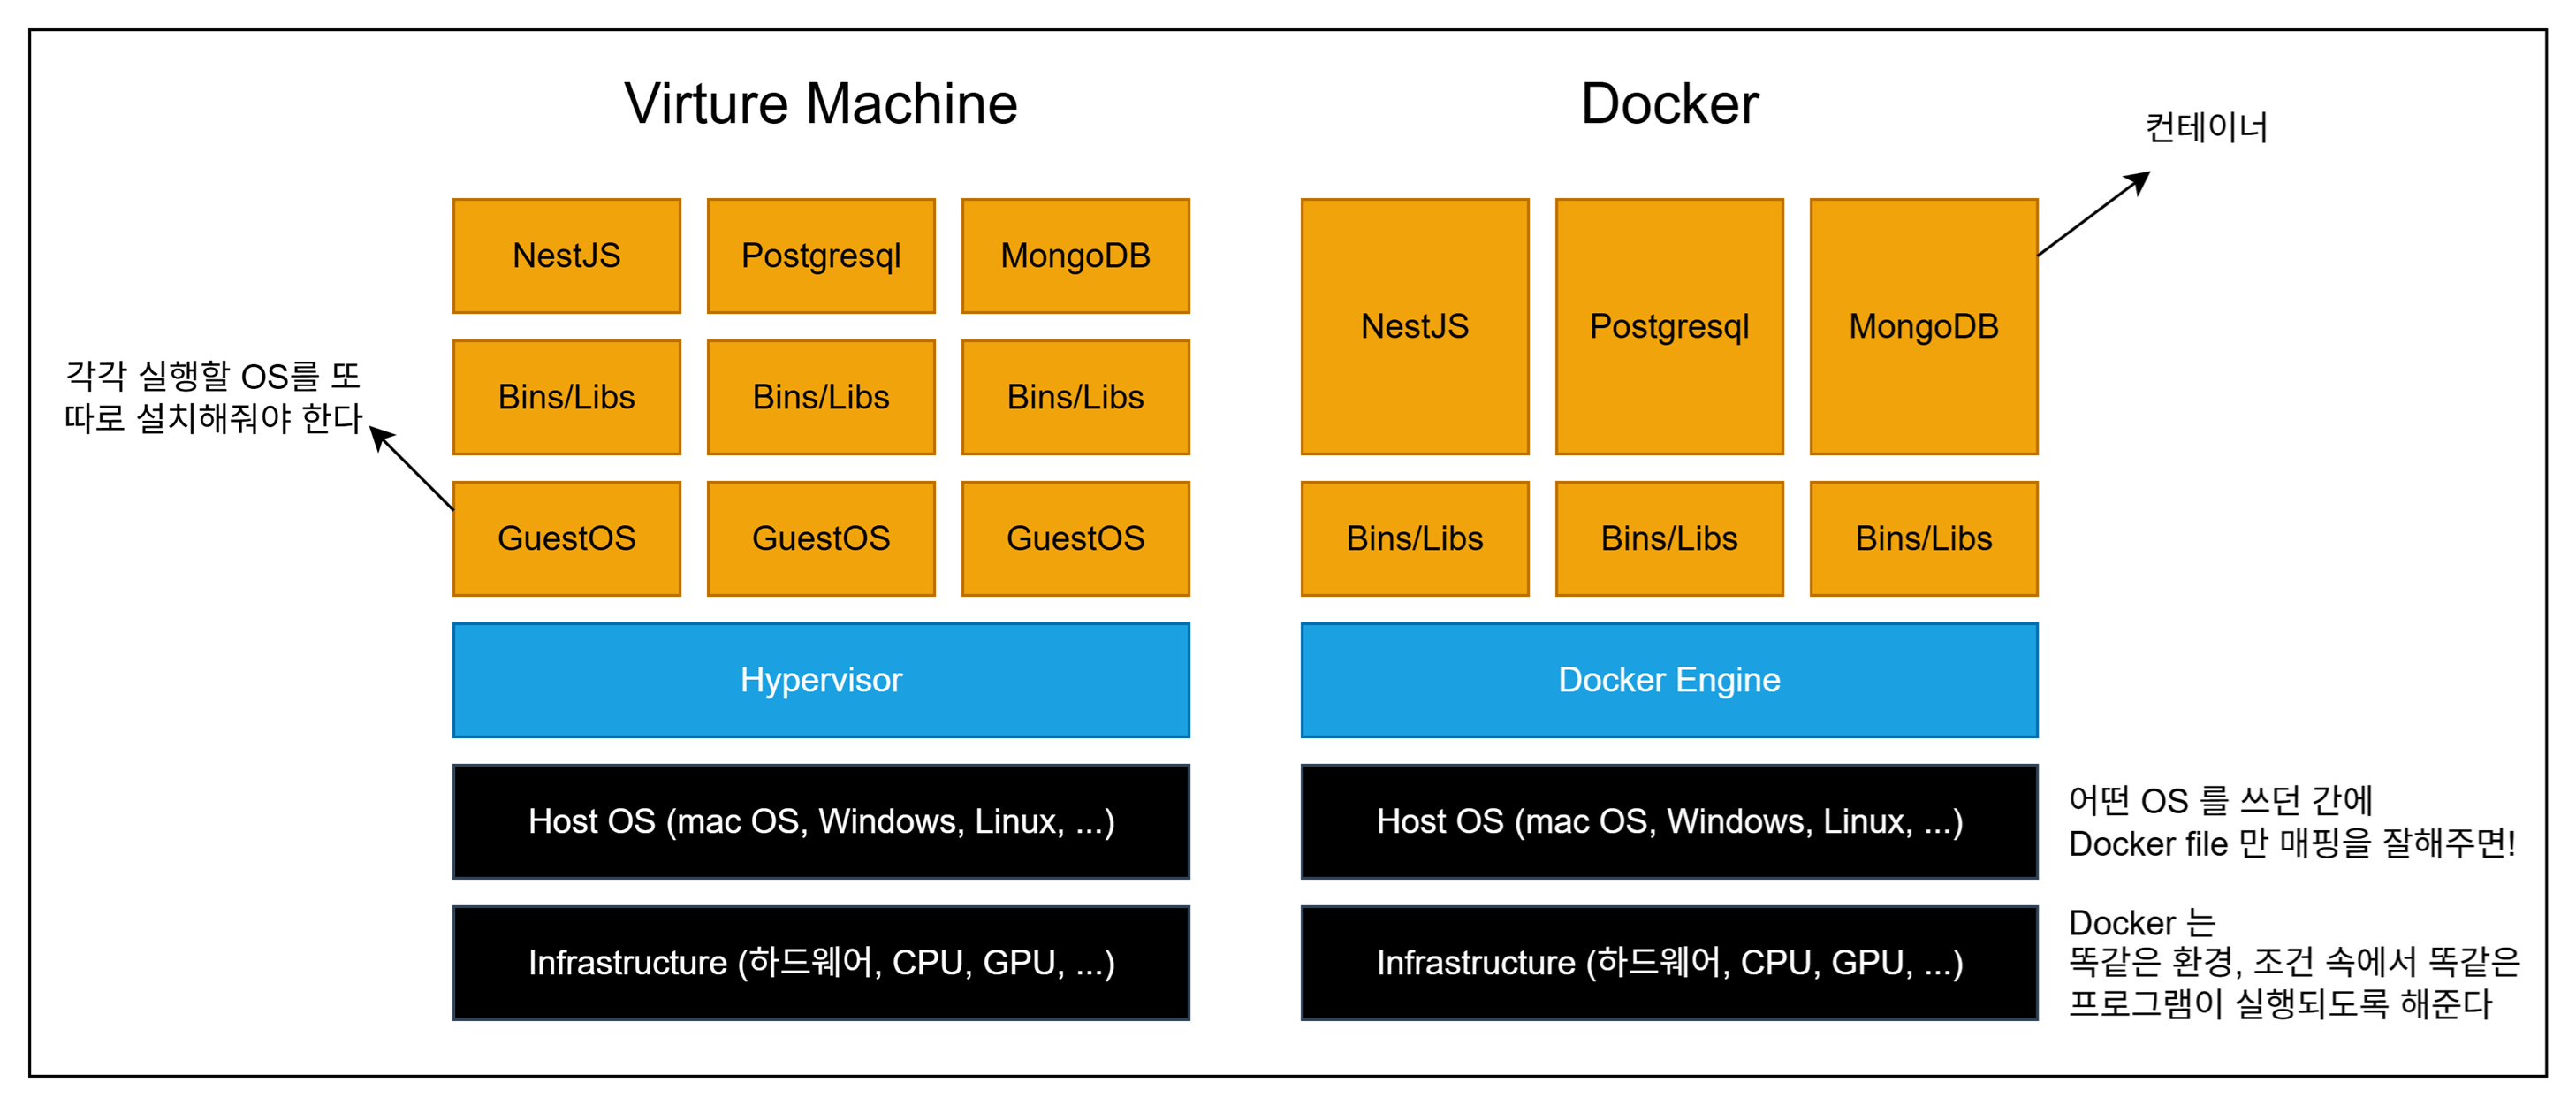 Virture Machine
Docker
컨테이너
NestJS
Postgresql
MongoDB
NestJS
Postgresql
MongoDB
각각 실행할 OS를 또
따로 설치해줘야 한다
Bins/Libs
Bins/Libs
Bins/Libs
GuestOS
GuestOS
GuestOS
Bins/Libs
Bins/Libs
Bins/Libs
Hypervisor
Docker Engine
Host OS (mac OS, Windows, Linux, ...)
Host OS (mac OS, Windows, Linux, ...)
어떤 OS 를 쓰던 간에
Docker file 만 매핑을 잘해주면!
Infrastructure (하드웨어, CPU, GPU, ...)
Infrastructure (하드웨어, CPU, GPU, ...)
Docker 는
똑같은 환경, 조건 속에서 똑같은
프로그램이 실행되도록 해준다